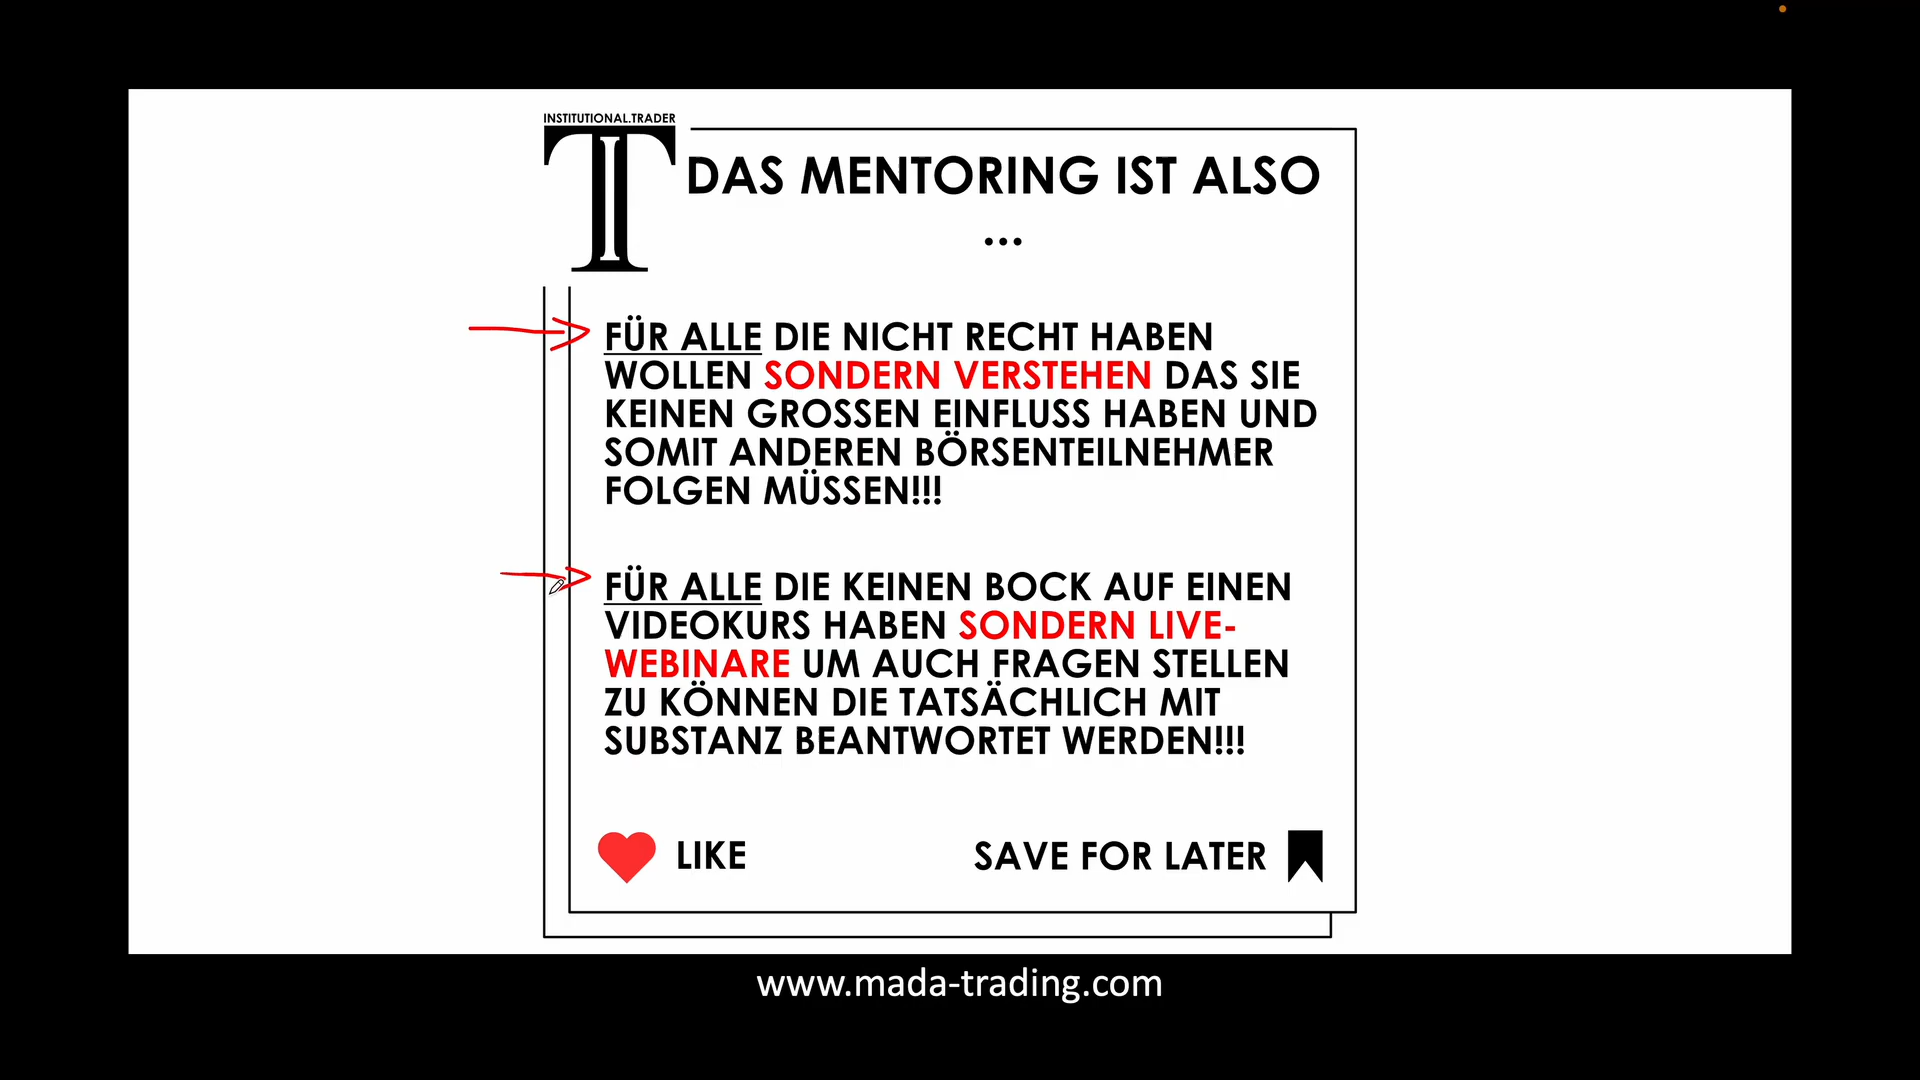 INSTITUTIONAL.TRADER
TI
DAS MENTORING IST ALSO
...
FÜR ALLE DIE NICHT RECHT HABEN
WOLLEN SONDERN VERSTEHEN DAS SIE
KEINEN GROSSEN EINFLUSS HABEN UND
SOMIT ANDEREN BÖRSENTEILNEHMER
FOLGEN MÜSSEN!!!
FÜR ALLE DIE KEINEN BOCK AUF EINEN
VIDEOKURS HABEN SONDERN LIVE-
WEBINARE UM AUCH FRAGEN STELLEN
ZU KÖNNEN DIE TATSÄCHLICH MIT
SUBSTANZ BEANTWORTET WERDEN!!!
LIKE SAVE FOR LATER
www.mada-trading.com